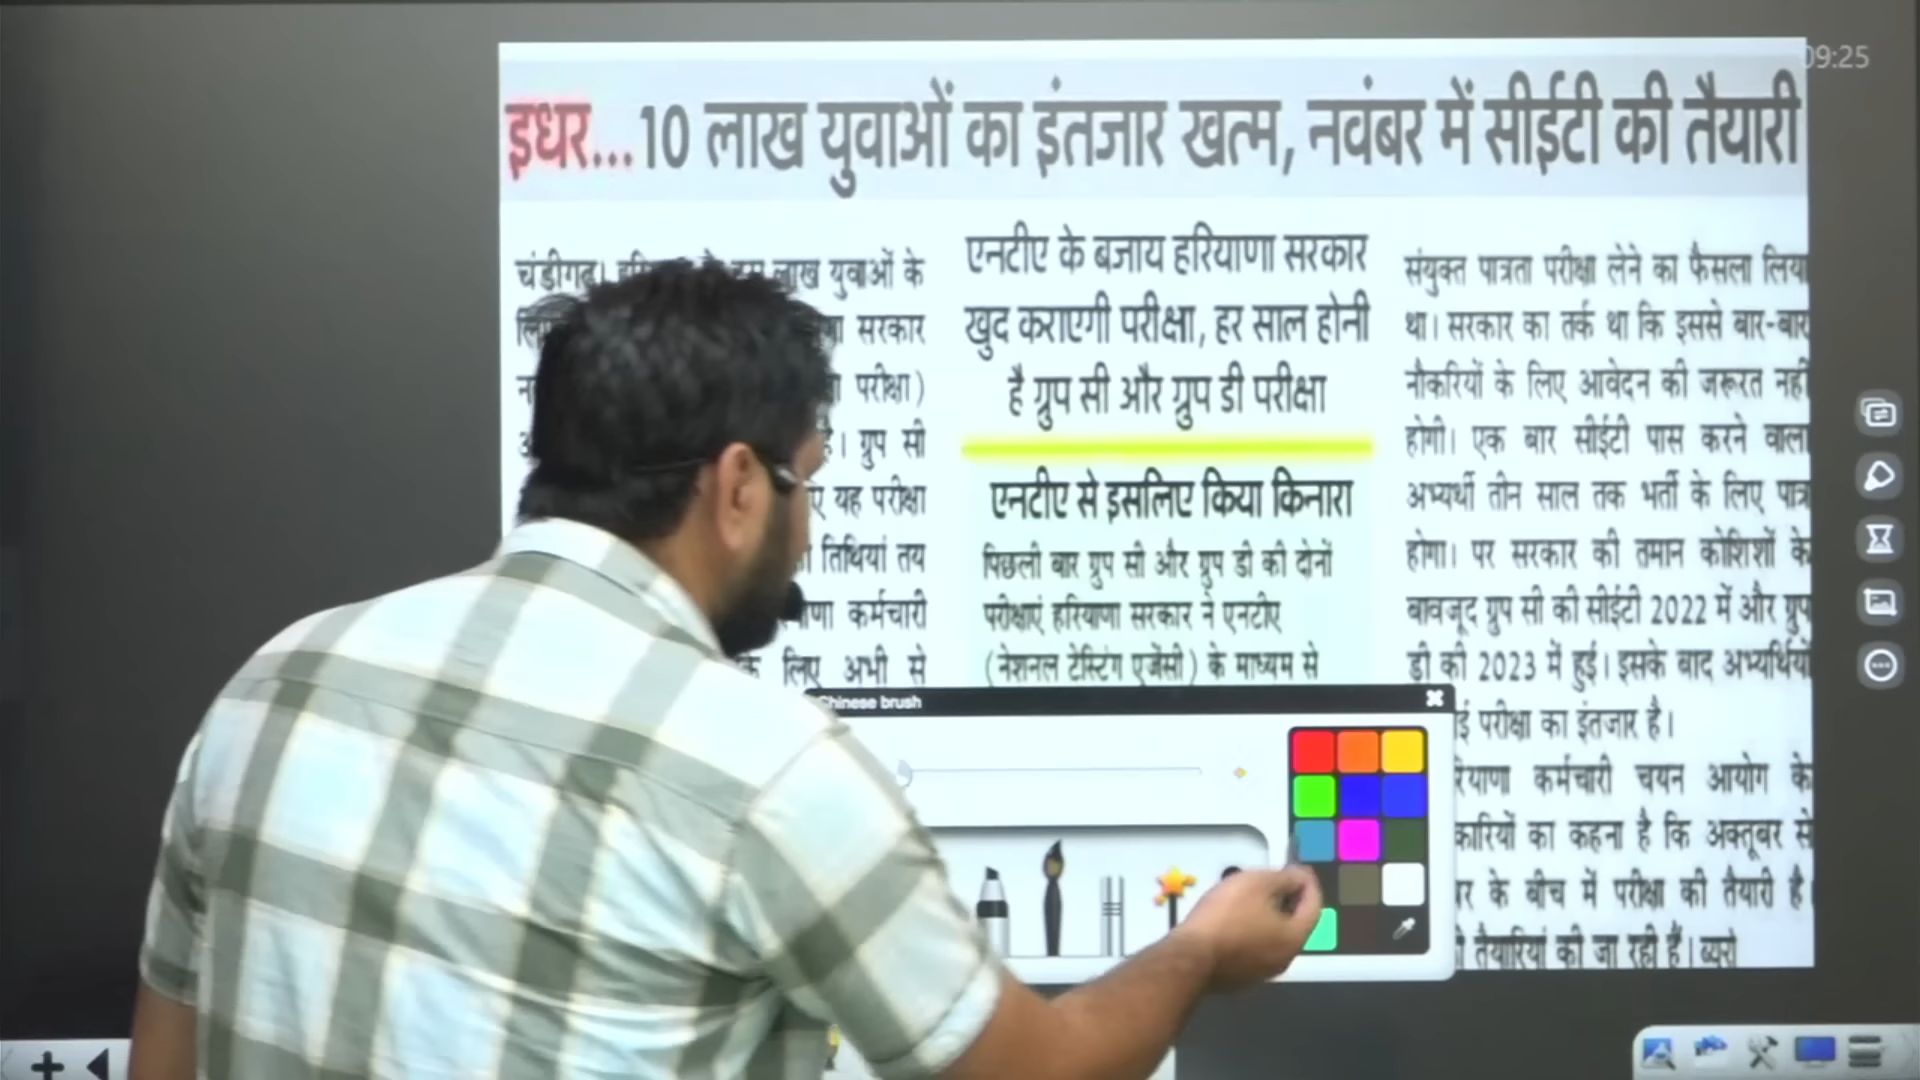 09:25
इधर...10 लाख युवाओं का इंतजार खत्म, नवंबर में सीईटी की तैयारी
चंडीगढ़। लाख युवाओं के
सरकार
परीक्षा)
है। ग्रुप सी
यह परीक्षा
तिथियां तय
कर्मचारी
के लिए अभी से
एनटीए के बजाय हरियाणा सरकार
खुद कराएगी परीक्षा, हर साल होनी
है ग्रुप सी और ग्रुप डी परीक्षा
एनटीए से इसलिए किया किनारा
पिछली बार ग्रुप सी और ग्रुप डी की दोनों
परीक्षाएं हरियाणा सरकार ने एनटीए
(नेशनल टेस्टिंग एजेंसी) के माध्यम से
संयुक्त पात्रता परीक्षा लेने का फैसला लिया
था। सरकार का तर्क था कि इससे बार-बार
नौकरियों के लिए आवेदन की जरूरत नहीं
होगी। एक बार सीईटी पास करने वाला
अभ्यर्थी तीन साल तक भर्ती के लिए पात्र
होगा। पर सरकार की तमाम कोशिशों के
बावजूद ग्रुप सी की सीईटी 2022 में और ग्रुप
डी की 2023 में हुई। इसके बाद अभ्यर्थियों
परीक्षा का इंतजार है।
कर्मचारी चयन आयोग के
का कहना है कि अक्तूबर से
के बीच में परीक्षा की तैयारी है।
तैयारियां की जा रही हैं। ब्यूरो
Chinese brush